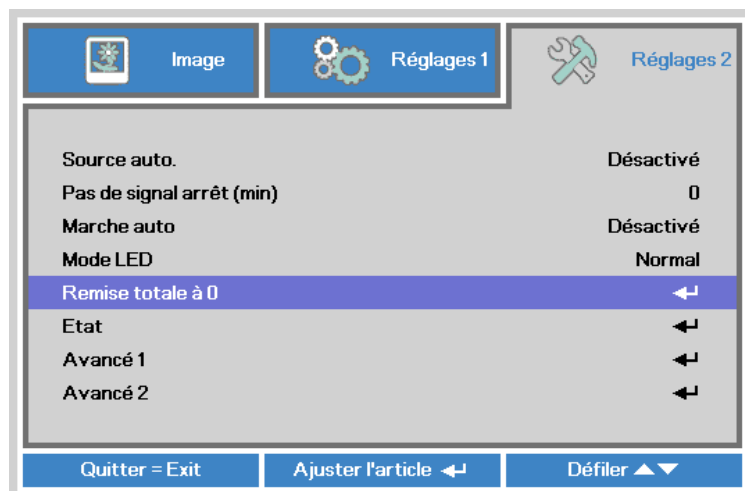 Image
Réglages 1
Réglages 2
Source auto. Désactivé
Pas de signal arrêt (min) 0
Marche auto Désactivé
Mode LED Normal
Remise totale à 0
Etat
Avancé 1
Avancé 2
Quitter = Exit
Ajuster l'article
Défiler